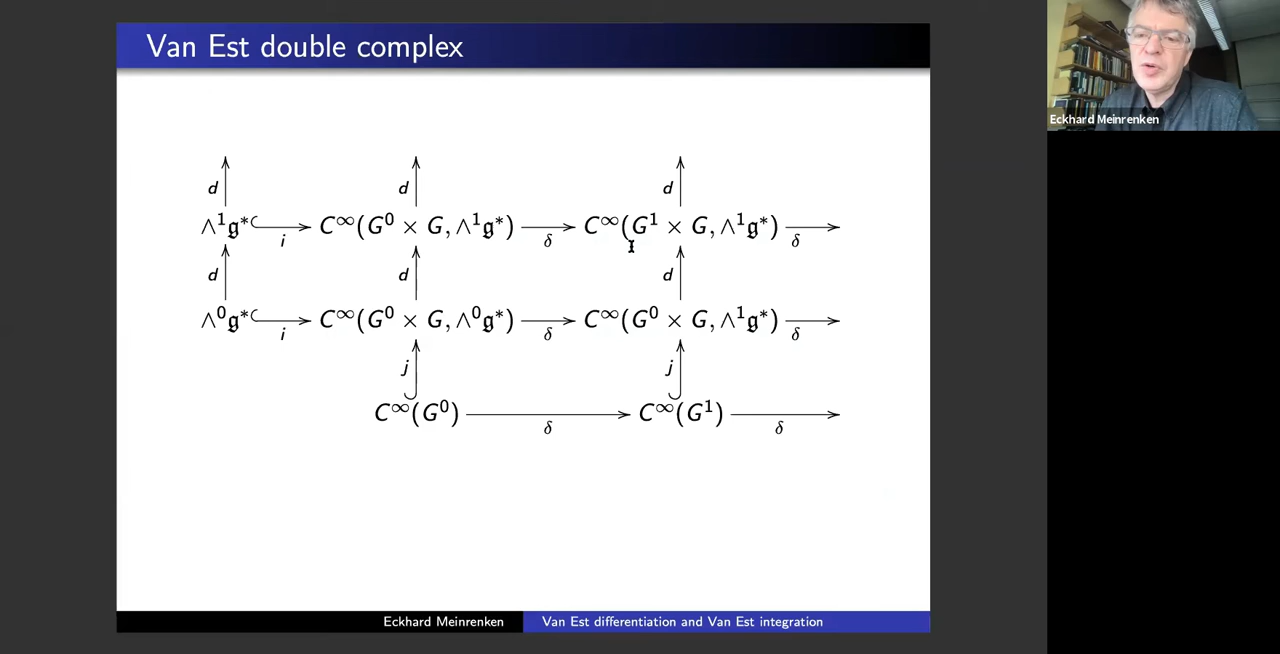 Van Est double complex
Eckhard Meinrenken
d d d
∧¹𝔤* C∞(G⁰ × G, ∧¹𝔤*) C∞(G¹ × G, ∧¹𝔤*)
i δ δ
d d d
∧⁰𝔤* C∞(G⁰ × G, ∧⁰𝔤*) C∞(G⁰ × G, ∧¹𝔤*)
i δ δ
j j
C∞(G⁰) C∞(G¹)
δ δ
Eckhard Meinrenken Van Est differentiation and Van Est integration